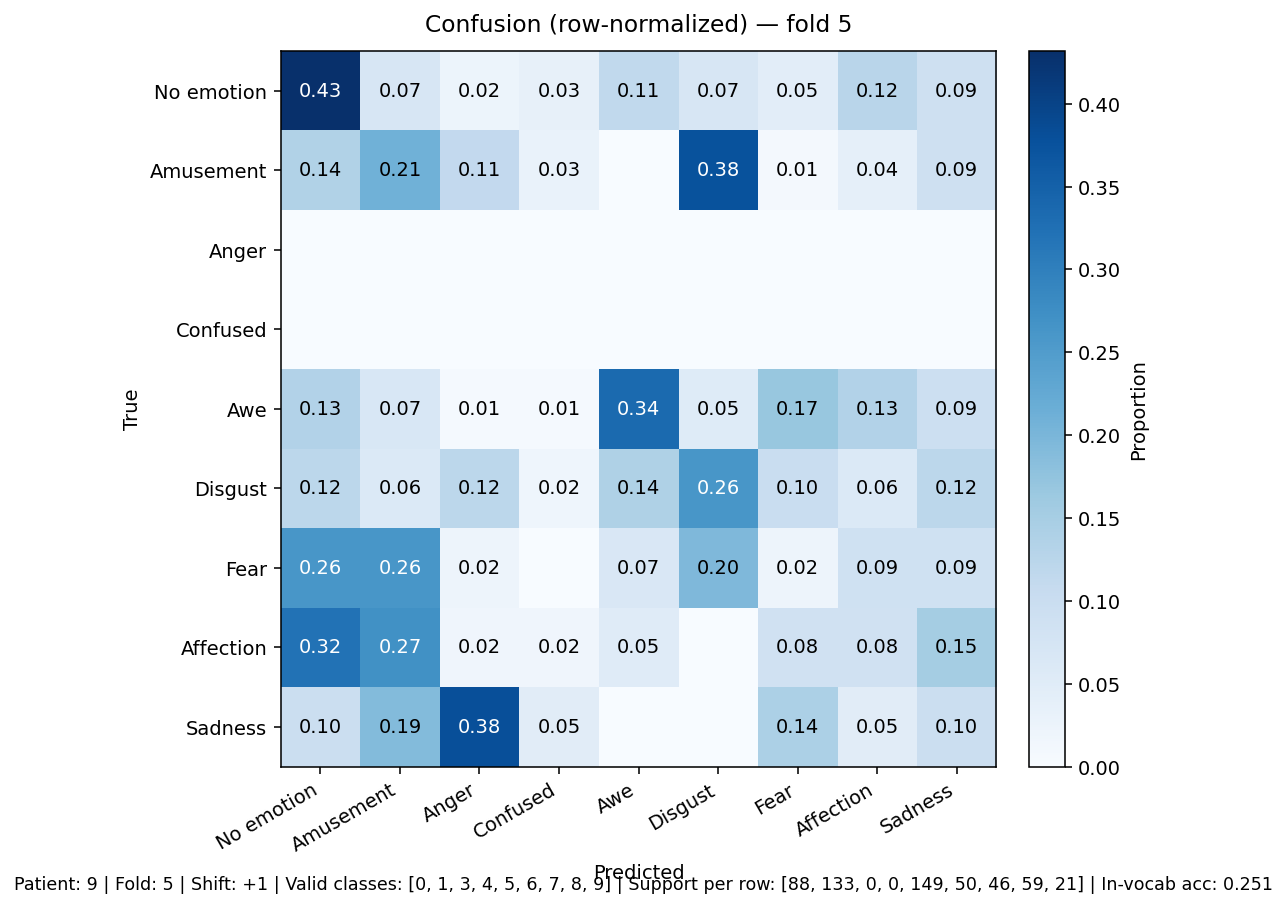 Confusion (row-normalized) — fold 5
No emotion 0.43 0.07 0.02 0.03 0.11 0.07 0.05 0.12 0.09
Amusement 0.14 0.21 0.11 0.03 0.38 0.01 0.04 0.09
Anger
Confused
Awe 0.13 0.07 0.01 0.01 0.34 0.05 0.17 0.13 0.09
Disgust 0.12 0.06 0.12 0.02 0.14 0.26 0.10 0.06 0.12
Fear 0.26 0.26 0.02 0.07 0.20 0.02 0.09 0.09
Affection 0.32 0.27 0.02 0.02 0.05 0.08 0.08 0.15
Sadness 0.10 0.19 0.38 0.05 0.14 0.05 0.10
True
No emotion Amusement Anger Confused Awe Disgust Fear Affection Sadness
Predicted
0.40
0.35
0.30
0.25
0.20
0.15
0.10
0.05
0.00
Proportion
Patient: 9 | Fold: 5 | Shift: +1 | Valid classes: [0, 1, 3, 4, 5, 6, 7, 8, 9] | Support per row: [88, 133, 0, 0, 149, 50, 46, 59, 21] | In-vocab acc: 0.251